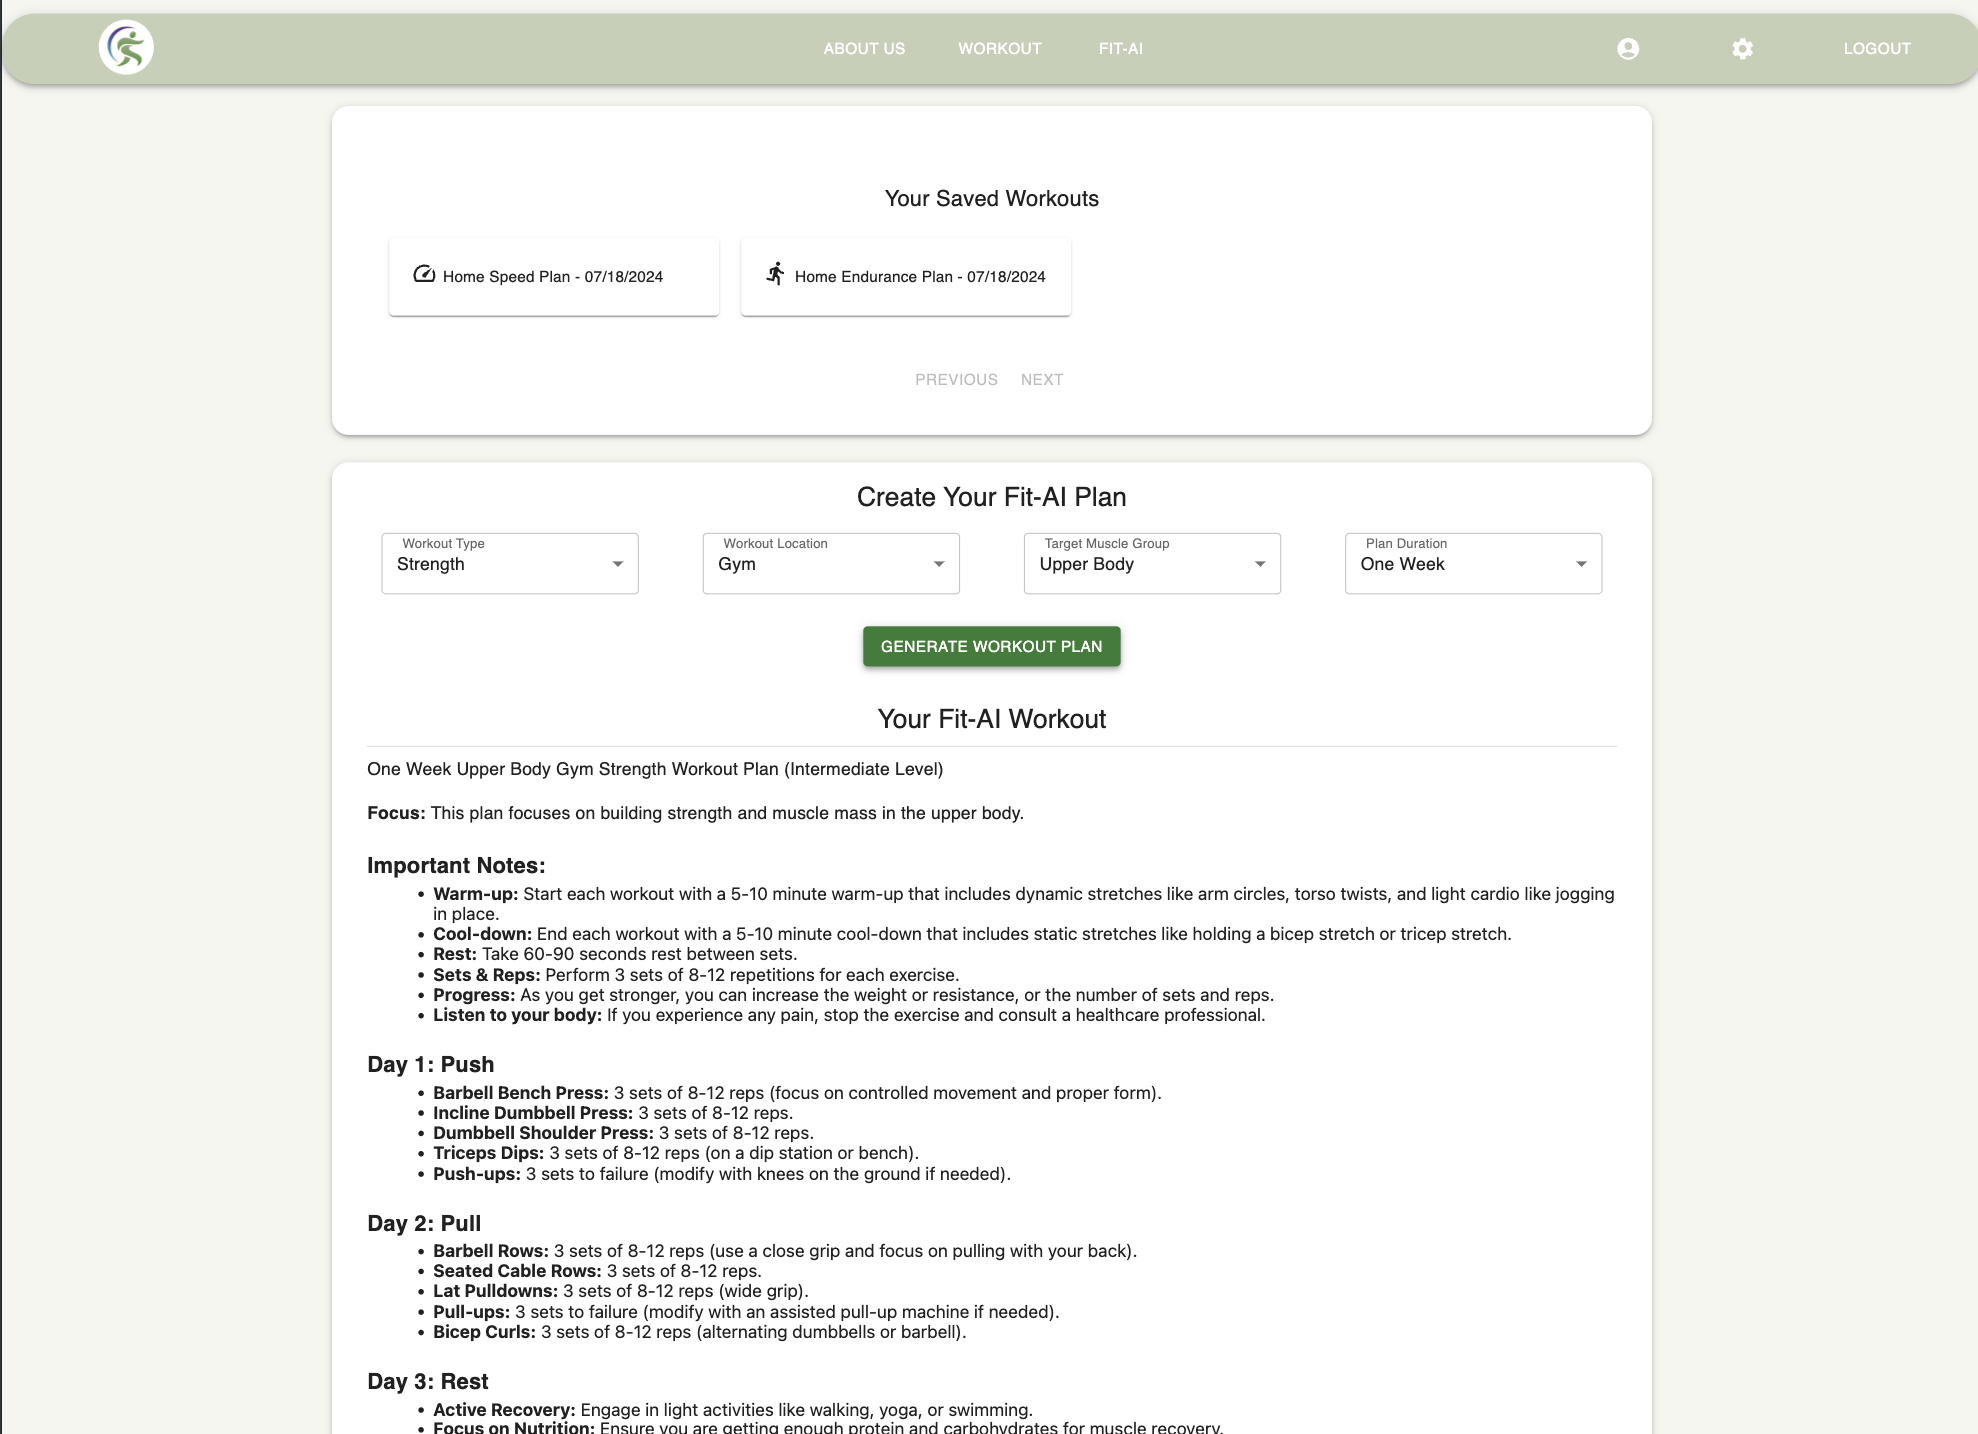 ABOUT US
WORKOUT
FIT-AI
LOGOUT
Your Saved Workouts
Home Speed Plan - 07/18/2024
Home Endurance Plan - 07/18/2024
PREVIOUS
NEXT
Create Your Fit-AI Plan
Workout Type
Strength
Workout Location
Gym
Target Muscle Group
Upper Body
Plan Duration
One Week
GENERATE WORKOUT PLAN
Your Fit-AI Workout
One Week Upper Body Gym Strength Workout Plan (Intermediate Level)
Focus: This plan focuses on building strength and muscle mass in the upper body.
Important Notes:
• Warm-up: Start each workout with a 5-10 minute warm-up that includes dynamic stretches like arm circles, torso twists, and light cardio like jogging
in place.
• Cool-down: End each workout with a 5-10 minute cool-down that includes static stretches like holding a bicep stretch or tricep stretch.
• Rest: Take 60-90 seconds rest between sets.
• Sets & Reps: Perform 3 sets of 8-12 repetitions for each exercise.
• Progress: As you get stronger, you can increase the weight or resistance, or the number of sets and reps.
• Listen to your body: If you experience any pain, stop the exercise and consult a healthcare professional.
Day 1: Push
• Barbell Bench Press: 3 sets of 8-12 reps (focus on controlled movement and proper form).
• Incline Dumbbell Press: 3 sets of 8-12 reps.
• Dumbbell Shoulder Press: 3 sets of 8-12 reps.
• Triceps Dips: 3 sets of 8-12 reps (on a dip station or bench).
• Push-ups: 3 sets to failure (modify with knees on the ground if needed).
Day 2: Pull
• Barbell Rows: 3 sets of 8-12 reps (use a close grip and focus on pulling with your back).
• Seated Cable Rows: 3 sets of 8-12 reps.
• Lat Pulldowns: 3 sets of 8-12 reps (wide grip).
• Pull-ups: 3 sets to failure (modify with an assisted pull-up machine if needed).
• Bicep Curls: 3 sets of 8-12 reps (alternating dumbbells or barbell).
Day 3: Rest
• Active Recovery: Engage in light activities like walking, yoga, or swimming.
• Focus on Nutrition: Ensure you are getting enough protein and carbohydrates for muscle recovery.